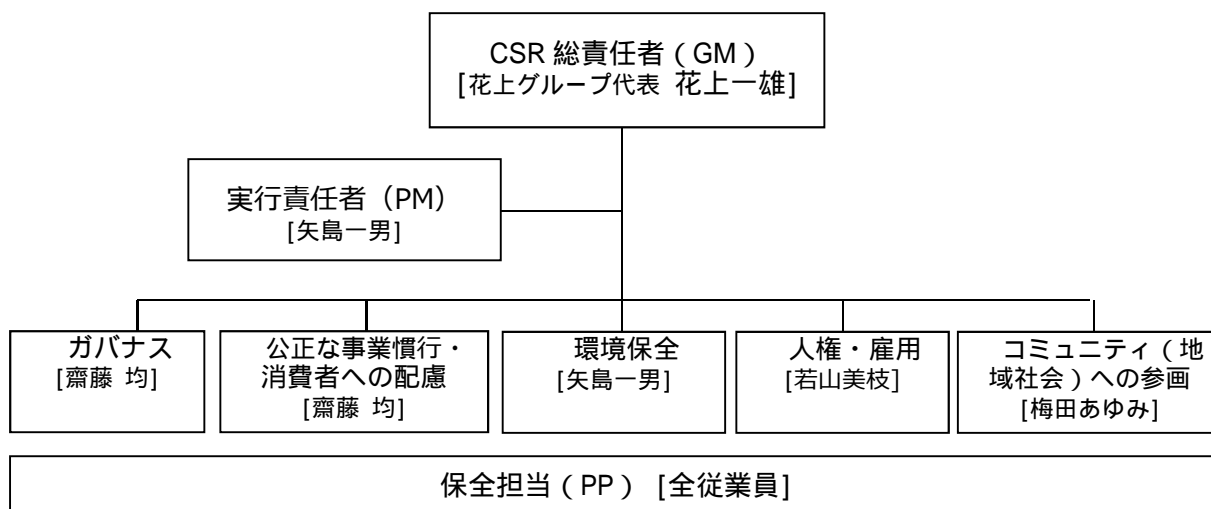 CSR 総責任者(GM)
[花上グループ代表 花上一雄]
実行責任者(PM)
[矢島一男]
ガバナス
[齋藤 均]
公正な事業慣行・
消費者への配慮
[齋藤 均]
環境保全
[矢島一男]
人権・雇用
[若山美枝]
コミュニティ(地
域社会)への参画
[梅田あゆみ]
保全担当(PP) [全従業員]